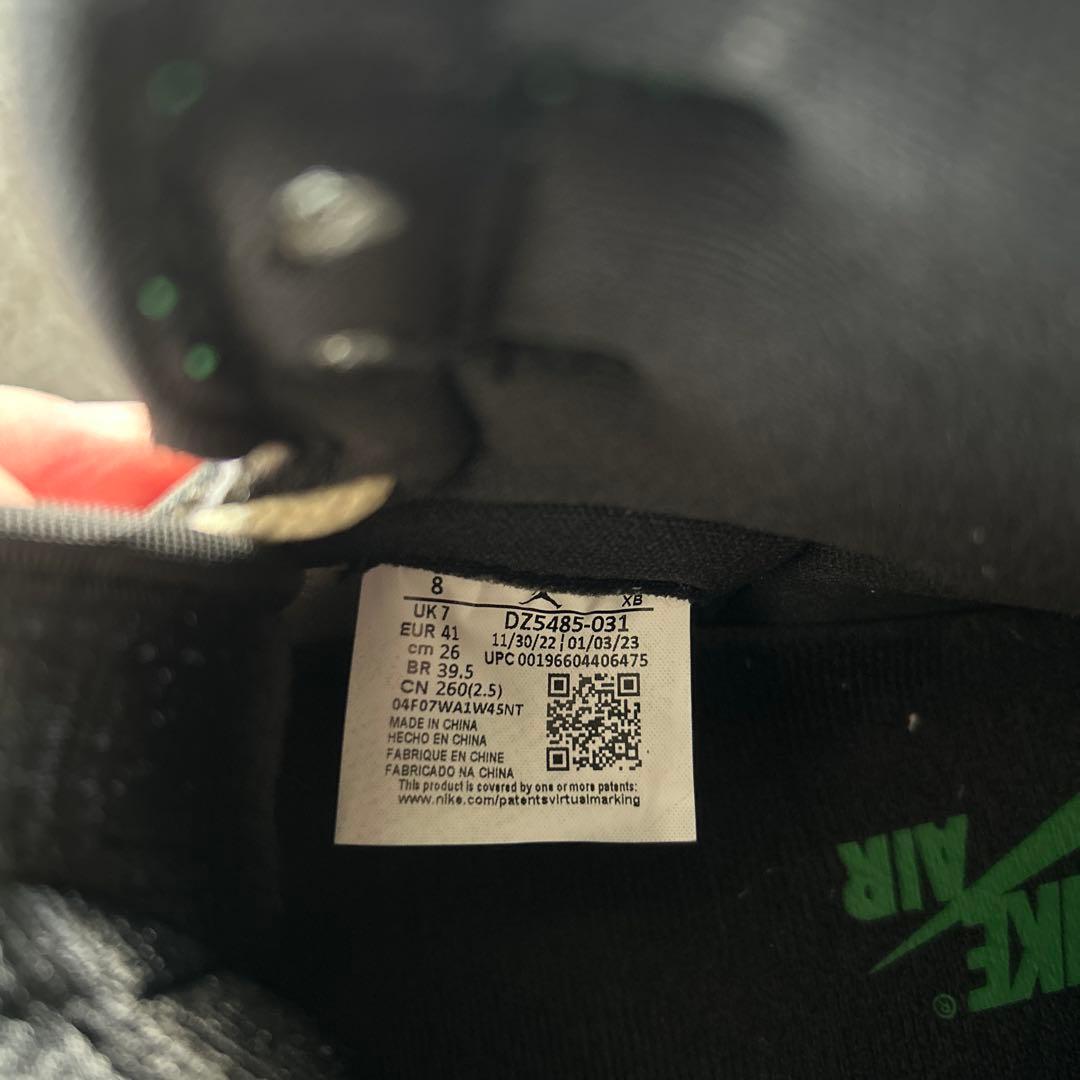 8 XB
UK 7
EUR 41
cm 26
BR 39.5
CN 260(2.5)
04F07WA1W45NT
DZ5485-031
11/30/22 | 01/03/23
UPC 00196604406475
MADE IN CHINA
HECHO EN CHINA
FABRIQUE EN CHINE
FABRICADO NA CHINA
This product is covered by one or more patents:
www.nike.com/patentsvirtualmarking
NIKE ®
AIR